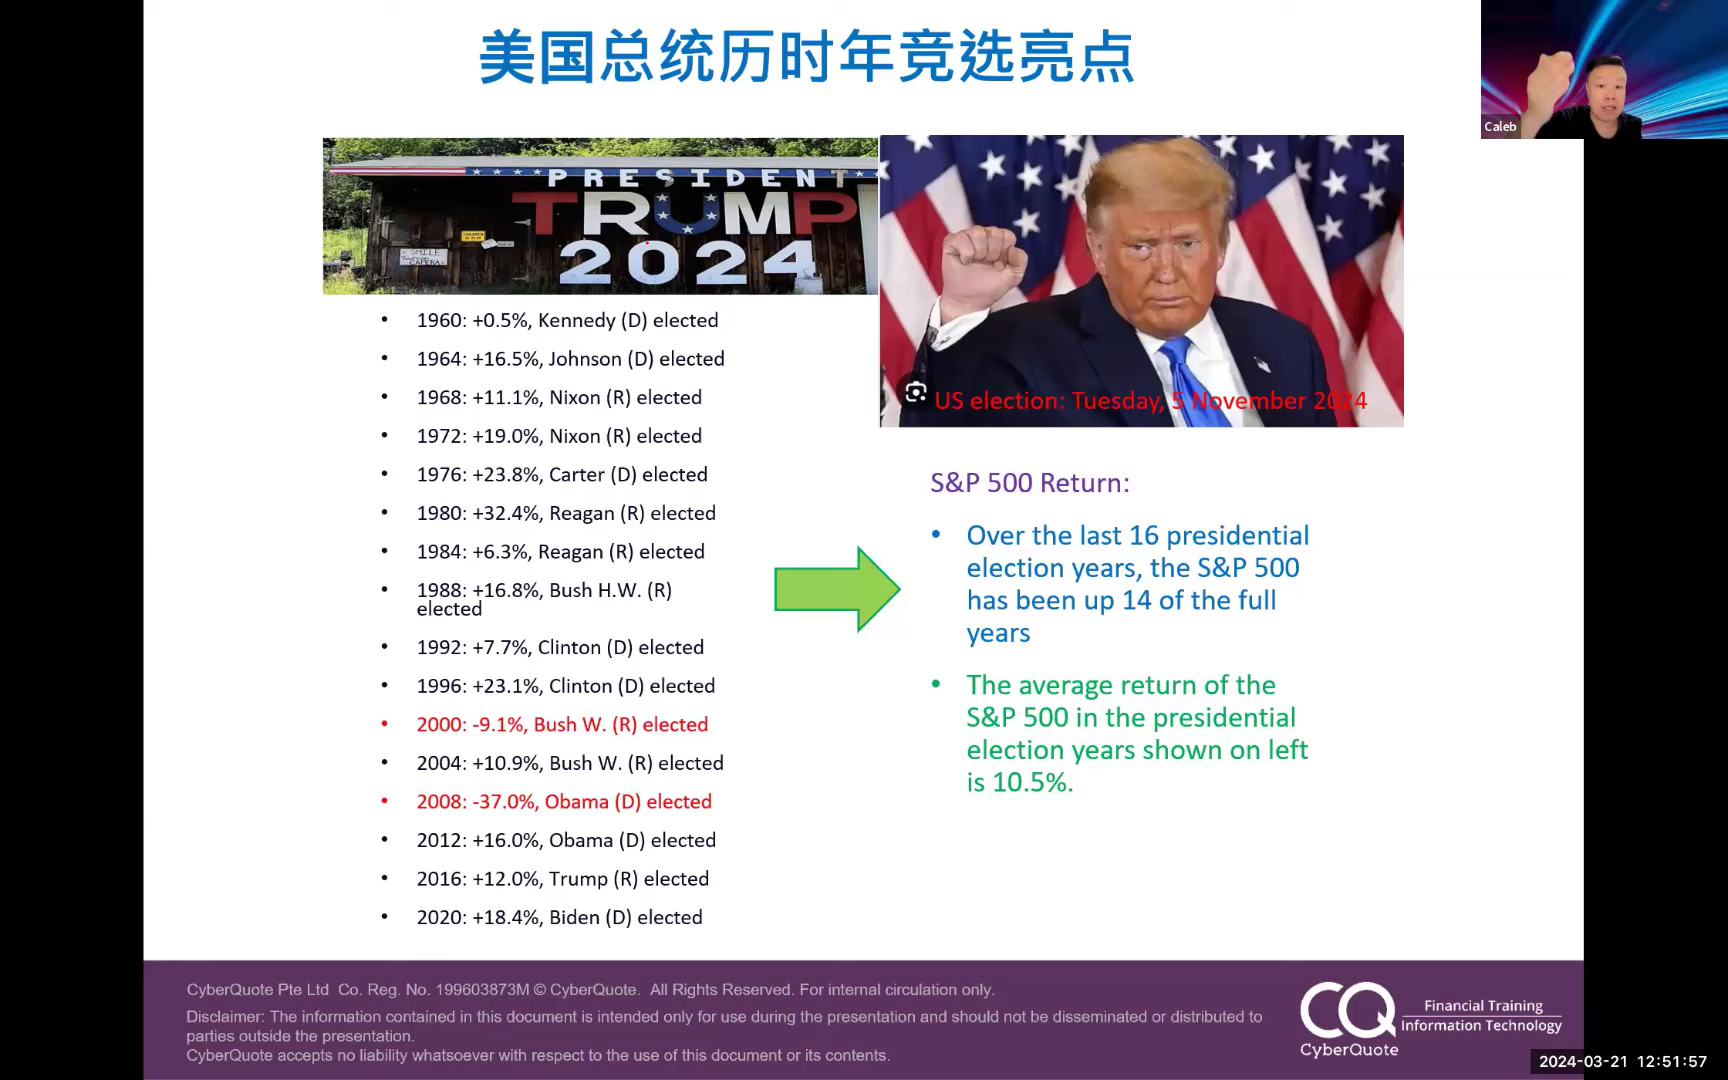 美国总统历时年竞选亮点
Caleb
PRESIDENT
TRUMP
2024
SMILE
US election: Tuesday, 5 November 2024
• 1960: +0.5%, Kennedy (D) elected
• 1964: +16.5%, Johnson (D) elected
• 1968: +11.1%, Nixon (R) elected
• 1972: +19.0%, Nixon (R) elected
• 1976: +23.8%, Carter (D) elected
• 1980: +32.4%, Reagan (R) elected
• 1984: +6.3%, Reagan (R) elected
• 1988: +16.8%, Bush H.W. (R)
elected
• 1992: +7.7%, Clinton (D) elected
• 1996: +23.1%, Clinton (D) elected
• 2000: -9.1%, Bush W. (R) elected
• 2004: +10.9%, Bush W. (R) elected
• 2008: -37.0%, Obama (D) elected
• 2012: +16.0%, Obama (D) elected
• 2016: +12.0%, Trump (R) elected
• 2020: +18.4%, Biden (D) elected
S&P 500 Return:
• Over the last 16 presidential
election years, the S&P 500
has been up 14 of the full
years
• The average return of the
S&P 500 in the presidential
election years shown on left
is 10.5%.
CyberQuote Pte Ltd Co. Reg. No. 199603873M © CyberQuote. All Rights Reserved. For internal circulation only.
Disclaimer: The information contained in this document is intended only for use during the presentation and should not be disseminated or distributed to
parties outside the presentation.
CyberQuote accepts no liability whatsoever with respect to the use of this document or its contents.
CQ
CyberQuote
Financial Training
Information Technology
2024-03-21 12:51:57